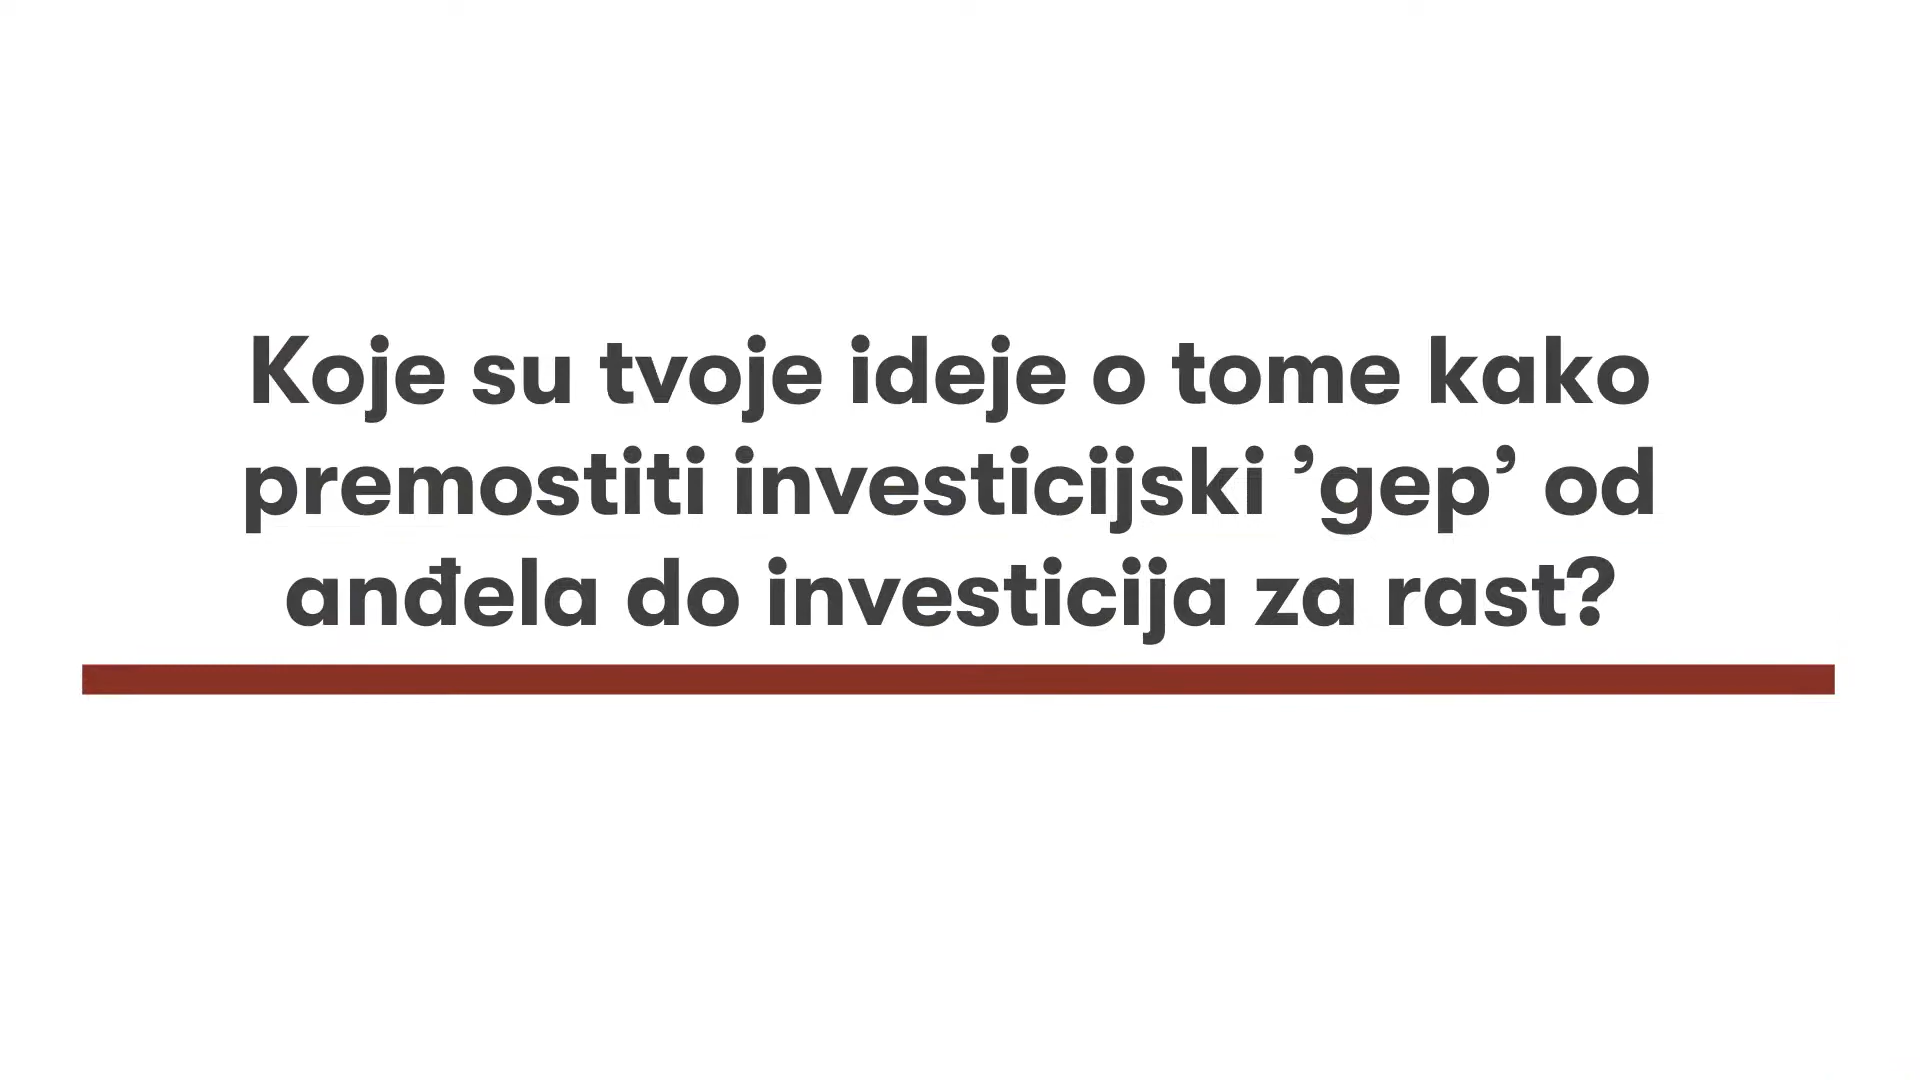 Koje su tvoje ideje o tome kako
premostiti investicijski ’gep’ od
anđela do investicija za rast?